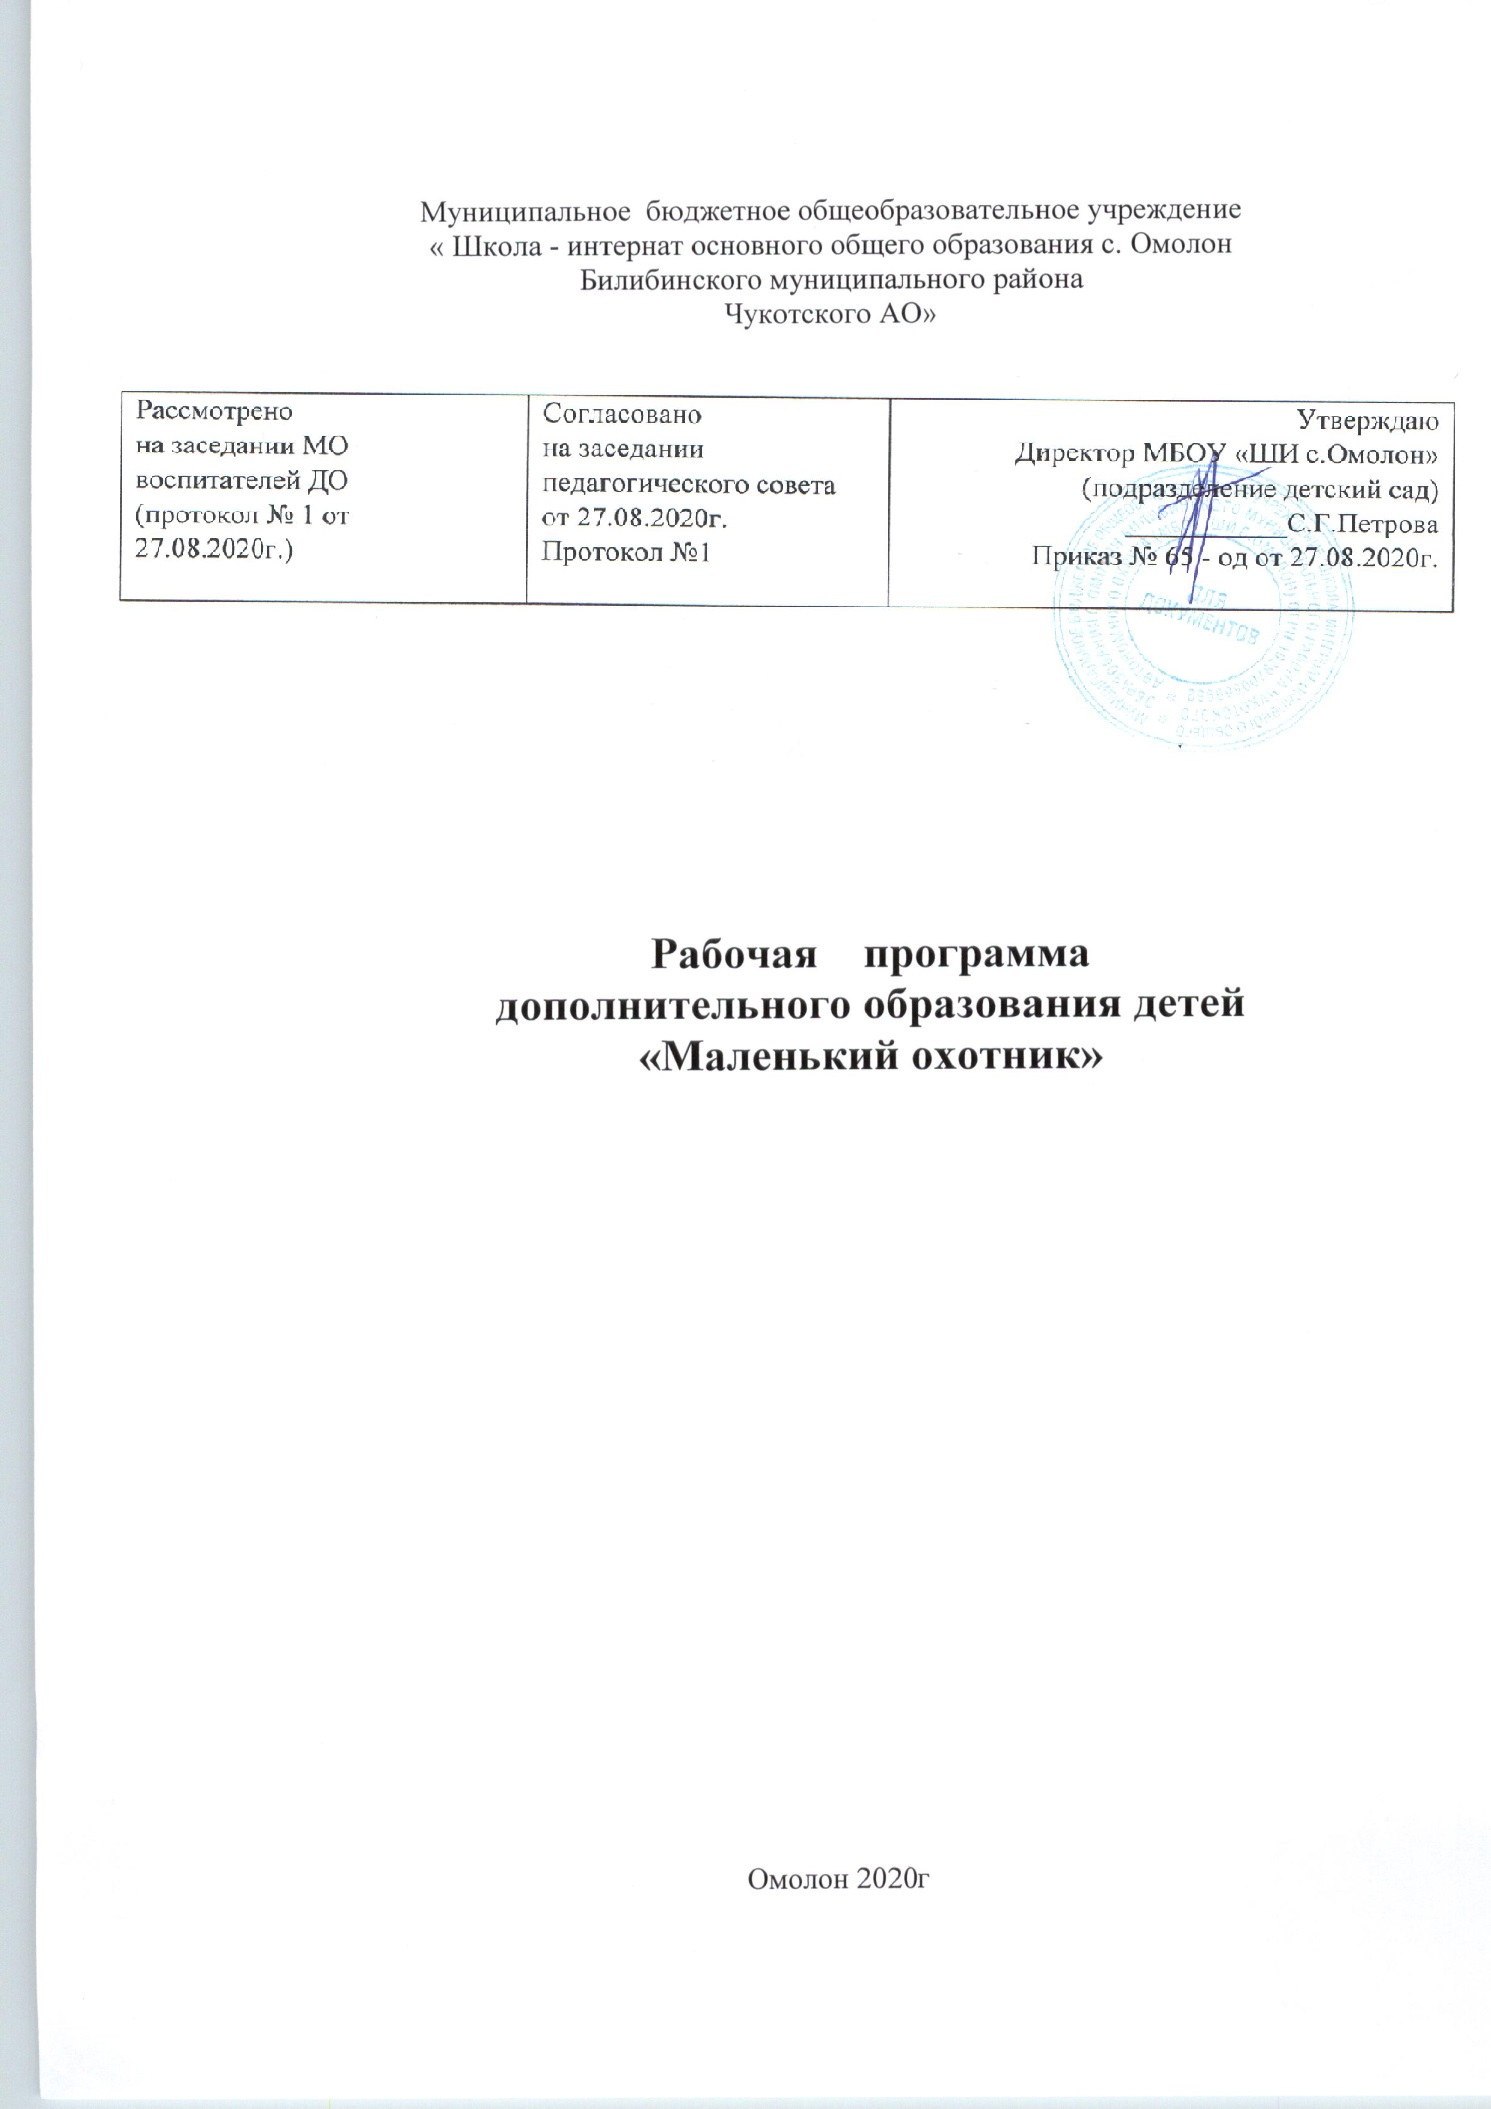 Муниципальное бюджетное общеобразовательное учреждение
« Школа - интернат основного общего образования с. Омолон
Билибинского муниципального района
Чукотского АО»
Рассмотрено
на заседании МО
воспитателей ДО
(протокол № 1 от
27.08.2020г.)
Согласовано
на заседании
педагогического совета
от 27.08.2020г.
Протокол №1
Утверждаю
Директор МБОУ «ШИ с.Омолон»
(подразделение детский сад)
____________С.Г.Петрова
Приказ № 65 - од от 27.08.2020г.
ДЛЯ
ДОКУМЕНТОВ
Рабочая программа
дополнительного образования детей
«Маленький охотник»
Омолон 2020г